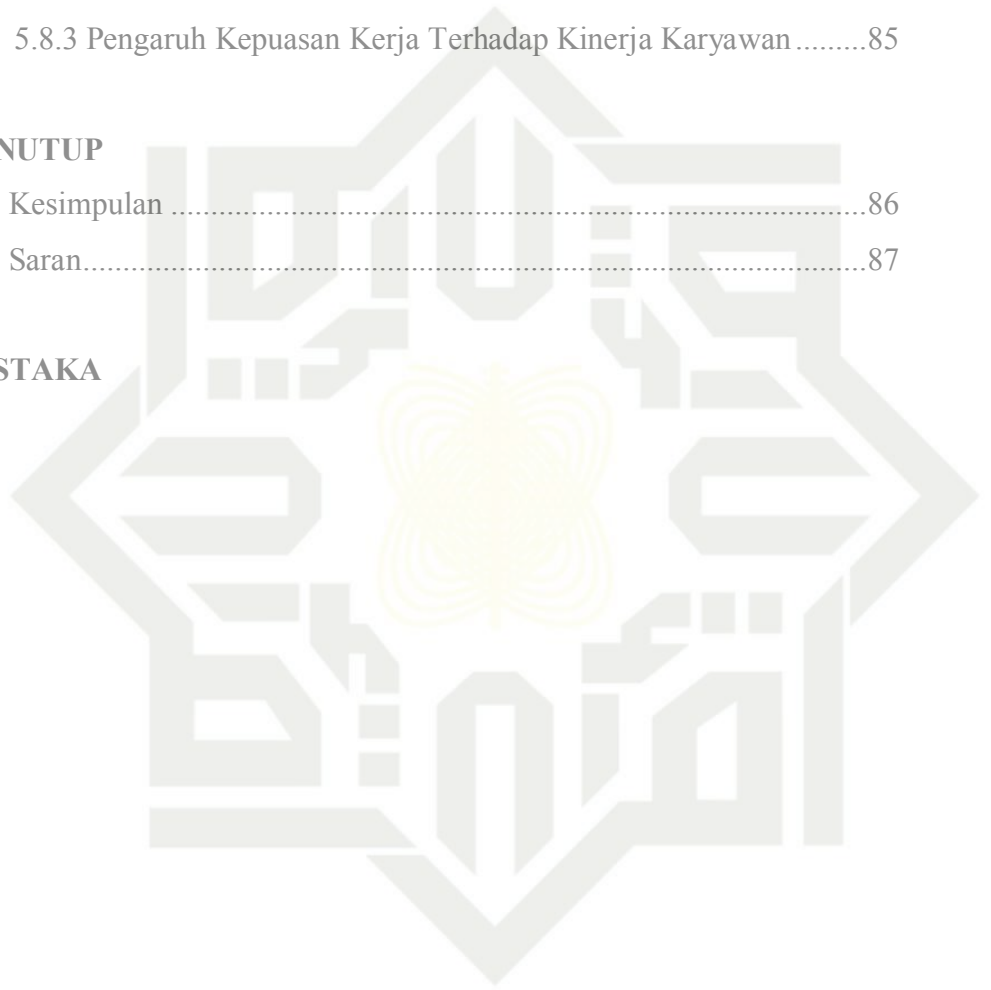 5.8.3 Pengaruh Kepuasan Kerja Terhadap Kinerja Karyawan.........85
NUTUP
Kesimpulan ..........................................................................86
Saran...................................................................................87
STAKA